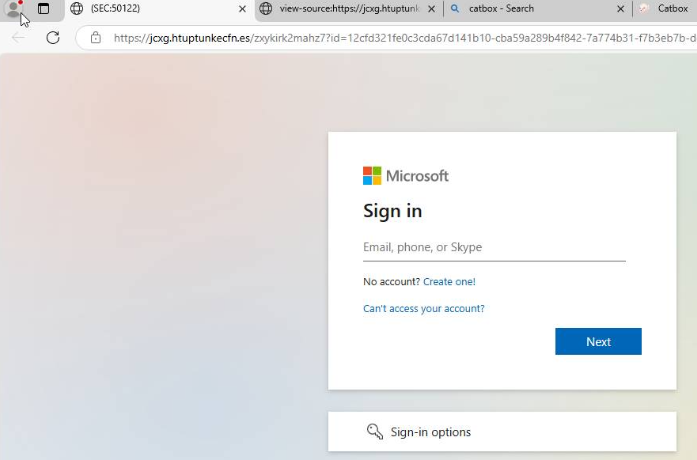 (SEC:50122)
view-source:https://jcxg.htuptunk
catbox - Search
Catbox
https://jcxg.htuptunkecfn.es/zxykirk2mahz7?id=12cfd321fe0c3cda67d141b10-cba59a289b4f842-7a774b31-f7b3eb7b-d
Microsoft
Sign in
Email, phone, or Skype
No account? Create one!
Can't access your account?
Next
Sign-in options